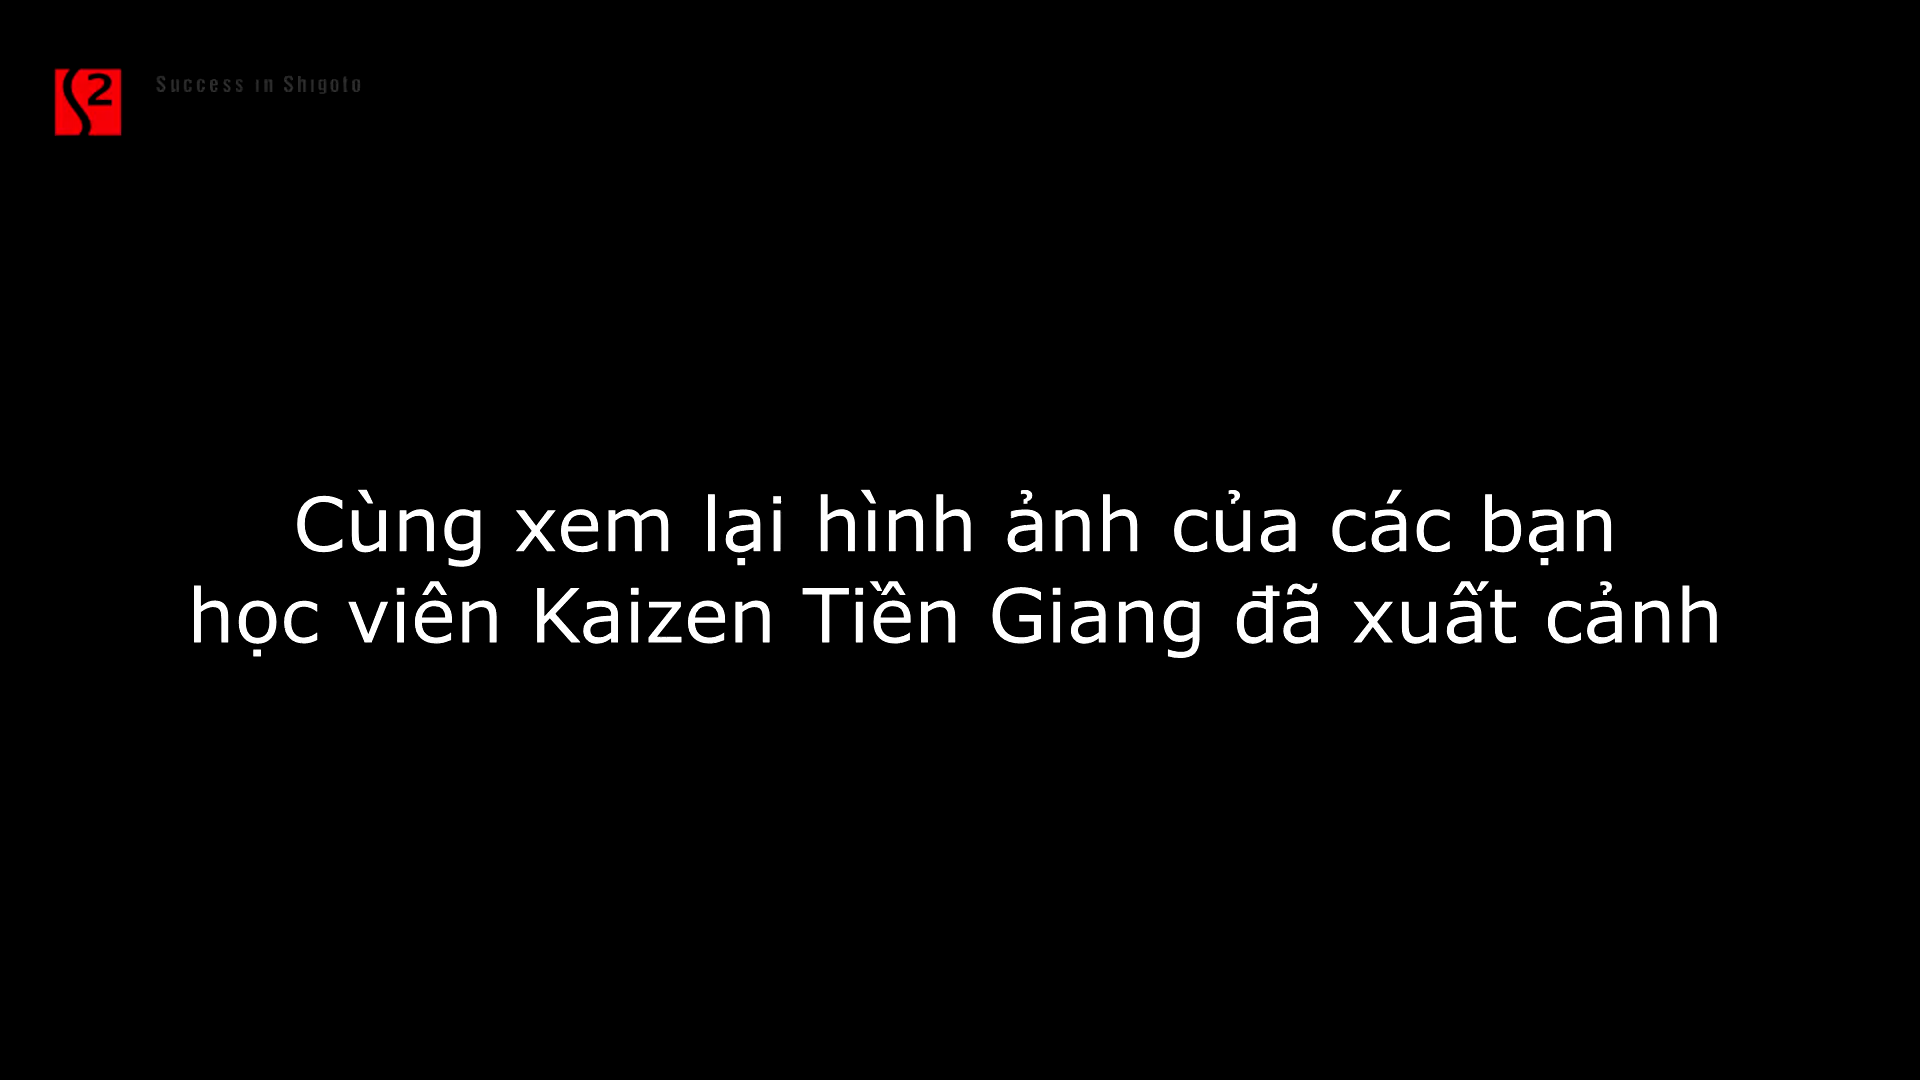 2
Success in Shigoto
Cùng xem lại hình ảnh của các bạn
học viên Kaizen Tiền Giang đã xuất cảnh